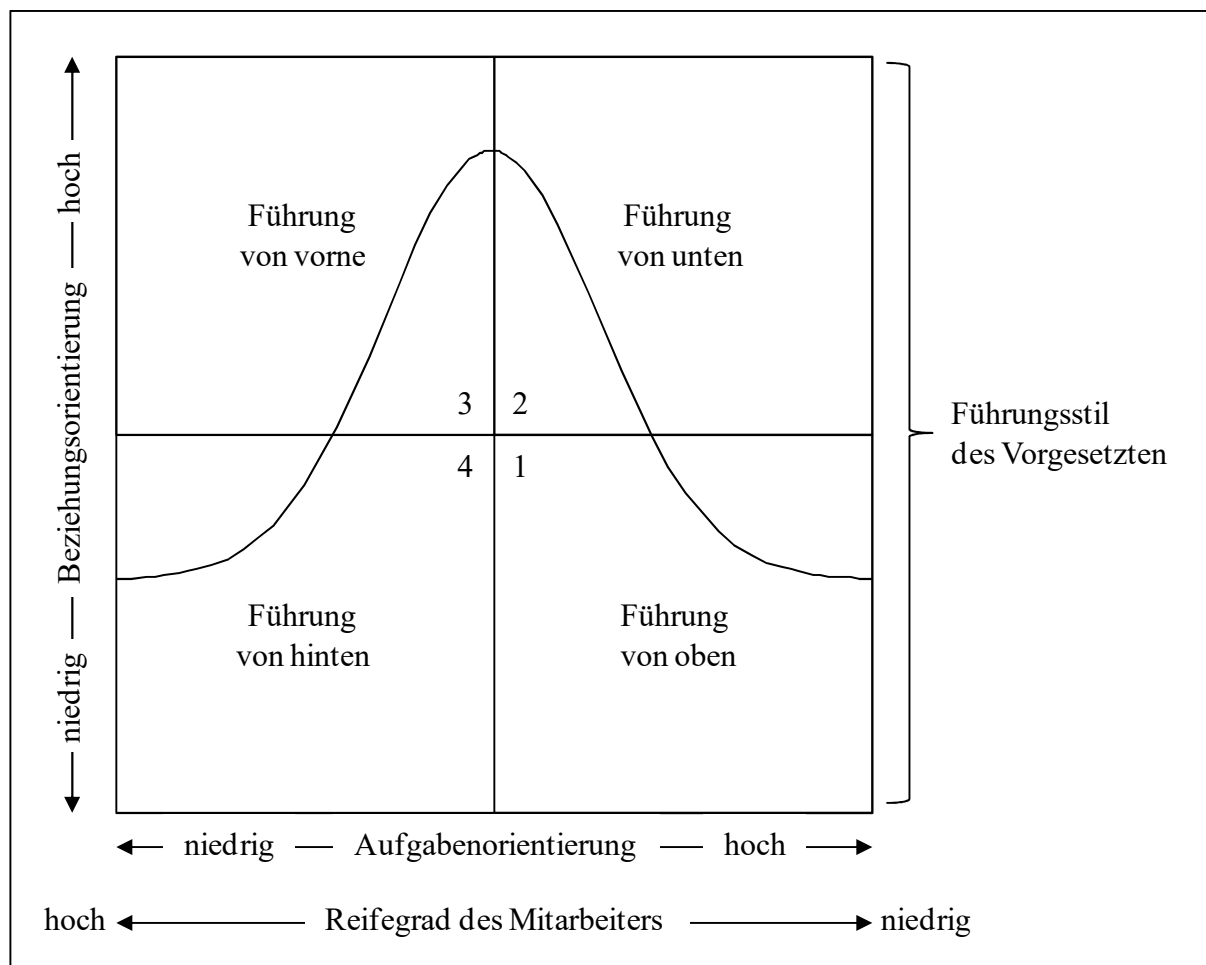 Führung
von vorne
Führung
von unten
niedrig Beziehungsorientierung hoch
3 2
4 1
Führungsstil
des Vorgesetzten
Führung
von hinten
Führung
von oben
niedrig Aufgabenorientierung hoch
hoch Reifegrad des Mitarbeiters niedrig